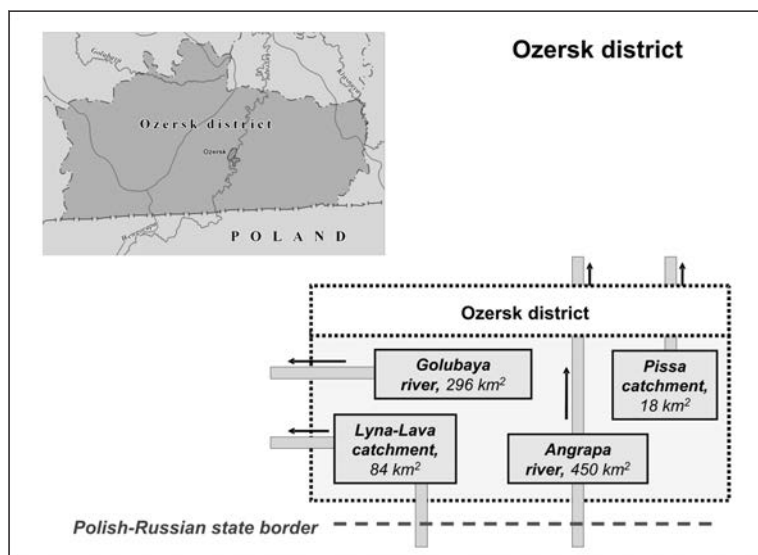 Ozersk district
Ozersk district
Ozersk
POLAND
Ozersk district
Golubaya
river, 296 km²
Pissa
catchment,
18 km²
Lyna-Lava
catchment,
84 km²
Angrapa
river, 450 km²
Polish-Russian state border